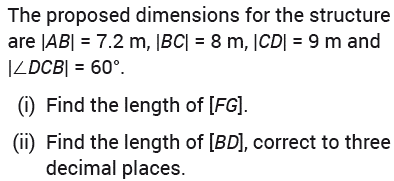 The proposed dimensions for the structure
are |AB| = 7.2 m, |BC| = 8 m, |CD| = 9 m and
|∠DCB| = 60°.
(i) Find the length of [FG].
(ii) Find the length of [BD], correct to three
decimal places.